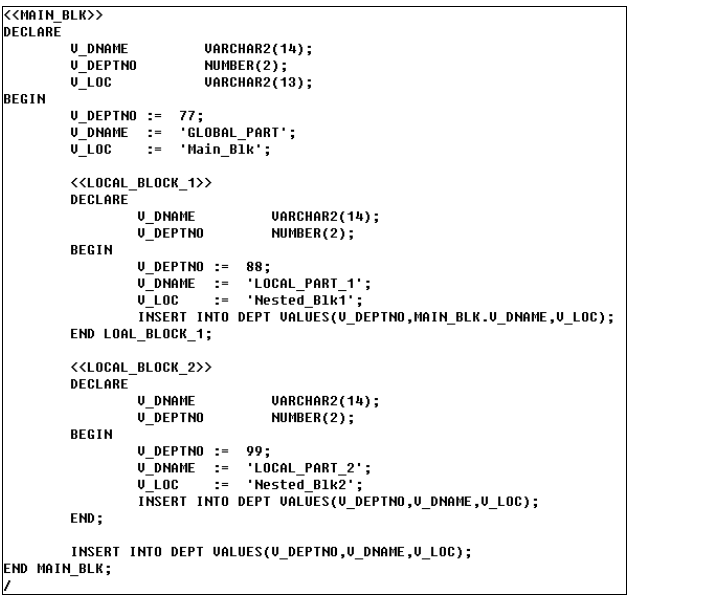 <<MAIN_BLK>>
DECLARE
V_DNAME VARCHAR2(14);
V_DEPTNO NUMBER(2);
V_LOC VARCHAR2(13);
BEGIN
V_DEPTNO := 77;
V_DNAME := 'GLOBAL_PART';
V_LOC := 'Main_Blk';
<<LOCAL_BLOCK_1>>
DECLARE
V_DNAME VARCHAR2(14);
V_DEPTNO NUMBER(2);
BEGIN
V_DEPTNO := 88;
V_DNAME := 'LOCAL_PART_1';
V_LOC := 'Nested_Blk1';
INSERT INTO DEPT VALUES(V_DEPTNO,MAIN_BLK.V_DNAME,V_LOC);
END LOAL_BLOCK_1;
<<LOCAL_BLOCK_2>>
DECLARE
V_DNAME VARCHAR2(14);
V_DEPTNO NUMBER(2);
BEGIN
V_DEPTNO := 99;
V_DNAME := 'LOCAL_PART_2';
V_LOC := 'Nested_Blk2';
INSERT INTO DEPT VALUES(V_DEPTNO,V_DNAME,V_LOC);
END;
INSERT INTO DEPT VALUES(V_DEPTNO,V_DNAME,V_LOC);
END MAIN_BLK;
/